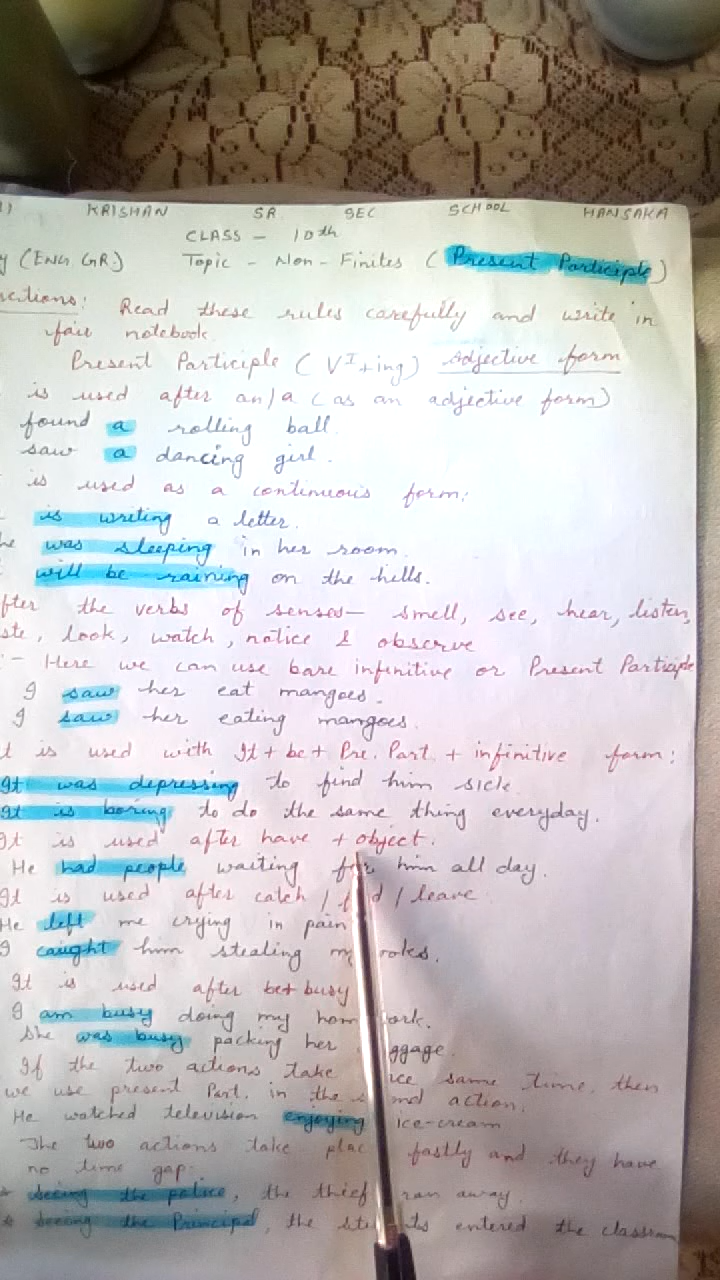 KRISHAN SR SEC SCHOOL HANSAKA
CLASS - 10th
(ENG. GR.) Topic - Non - Finites (Present Participle)
Read these rules carefully and write in
fair notebook.
Present Participle (V I + ing) adjective form
is used after an/a (as an adjective form)
found a rolling ball.
saw a dancing girl.
is used as a continuous form:
is writing a letter.
was sleeping in her room.
will be raining on the hills.
the verbs of senses- smell, see, hear, listen,
look, watch, notice & observe
:- Here we can use bare infinitive or Present Participle
I saw her eat mangoes.
I saw her eating mangoes.
is used with It + be + Pre. Part. + infinitive form:
It was depressing to find him sick.
It is boring to do the same thing everyday.
It is used after have + object.
He had people waiting for him all day.
It is used after catch / / leave
He left me crying in pain
I caught him stealing
It is used after be+ busy
I am busy doing my
She was busy packing her
If the two actions take same time, then
we use present Part. in the action.
He watched television enjoying ice-cream
The two actions take fastly and they have
no time gap:
* Seeing the police, the thief ran away.
* Seeing the Principal, the entered the